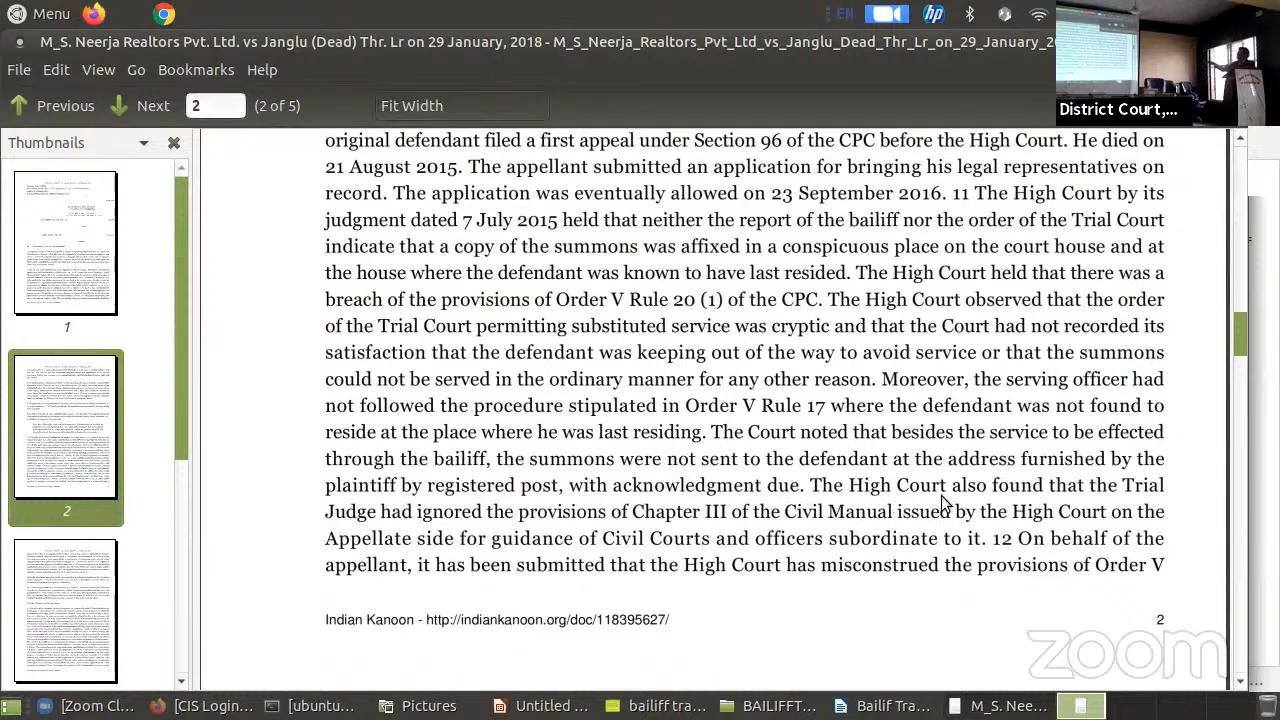 Menu EN hp
M_S. Neerja Realtors Pvt. Ltd. vs Janglu (Dead)
File Edit View Go Bookmarks Help
Previous Next 2 (2 of 5) Fit Width
District Court,...
Thumbnails
1
2
original defendant filed a first appeal under Section 96 of the CPC before the High Court. He died on
21 August 2015. The appellant submitted an application for bringing his legal representatives on
record. The application was eventually allowed on 23 September 2016. 11 The High Court by its
judgment dated 7 July 2015 held that neither the report of the bailiff nor the order of the Trial Court
indicate that a copy of the summons was affixed at a conspicuous place in the court house and at
the house where the defendant was known to have last resided. The High Court held that there was a
breach of the provisions of Order V Rule 20 (1) of the CPC. The High Court observed that the order
of the Trial Court permitting substituted service was cryptic and that the Court had not recorded its
satisfaction that the defendant was keeping out of the way to avoid service or that the summons
could not be served in the ordinary manner for any other reason. Moreover, the serving officer had
not followed the procedure stipulated in Order V Rule 17 where the defendant was not found to
reside at the place where he was last residing. The Court noted that besides the service to be effected
through the bailiff, the summons were not sent to the defendant at the address furnished by the
plaintiff by registered post, with acknowledgment due. The High Court also found that the Trial
Judge had ignored the provisions of Chapter III of the Civil Manual issued by the High Court on the
Appellate side for guidance of Civil Courts and officers subordinate to it. 12 On behalf of the
appellant, it has been submitted that the High Court has misconstrued the provisions of Order V
Indian Kanoon - http://indiankanoon.org/doc/118395627/ 2
zoom
[Zoom Cl... [CIS Login... [ubuntu... Pictures Untitled ... bailiff tra... BAILIFFT... Bailif Tra... M_S. Nee...